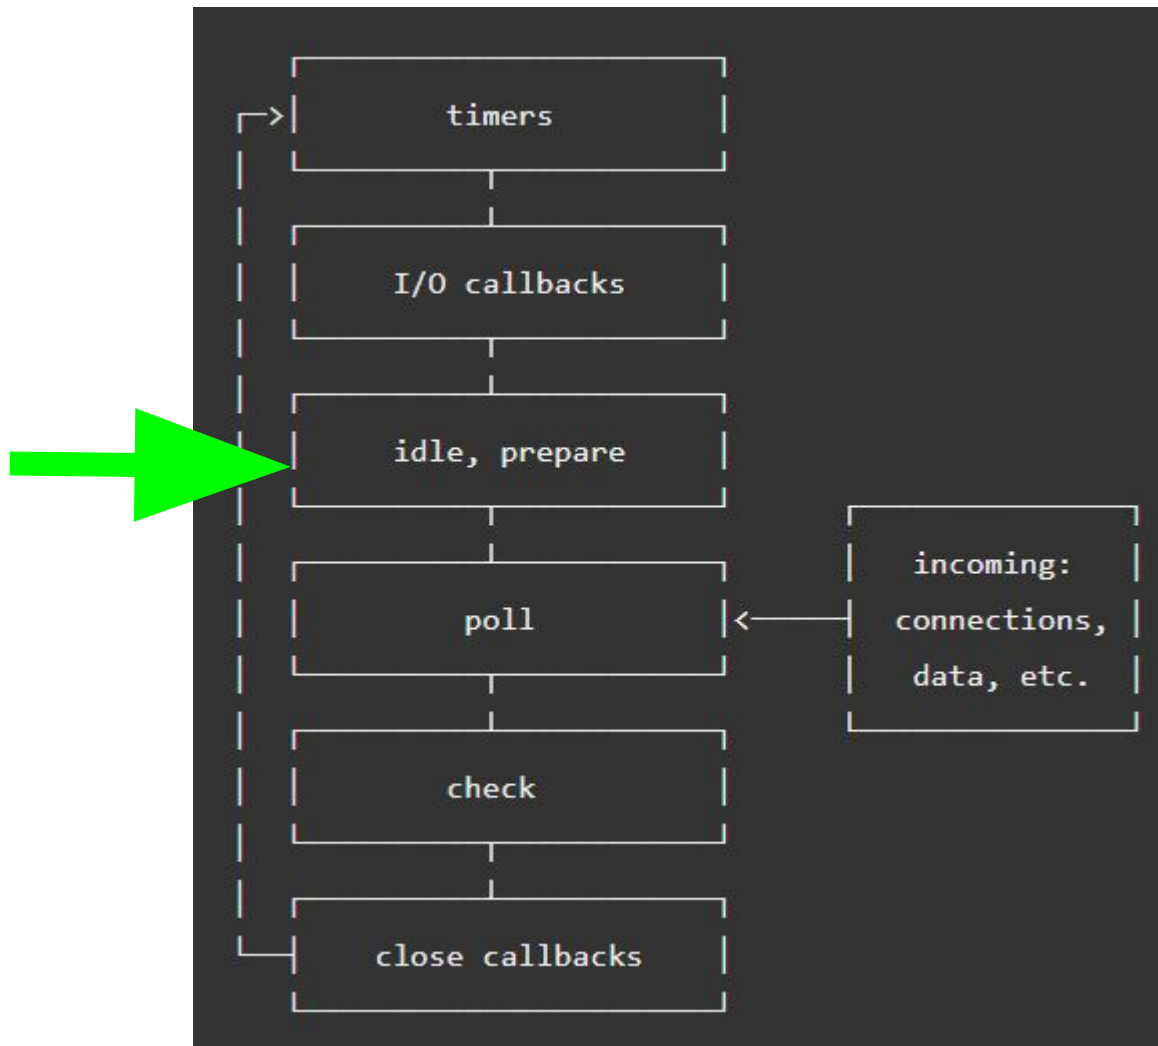 timers
I/O callbacks
idle, prepare
poll
incoming:
connections,
data, etc.
check
close callbacks